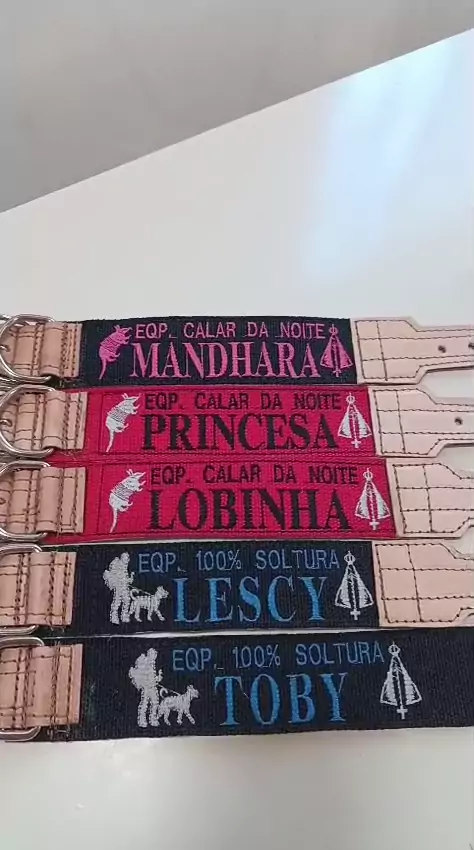 EQP. CALAR DA NOITE
MANDHARA
EQP. CALAR DA NOITE
PRINCESA
EQP. CALAR DA NOITE
LOBINHA
EQP. 100% SOLTURA
LESCY
EQP. 100% SOLTURA
TOBY